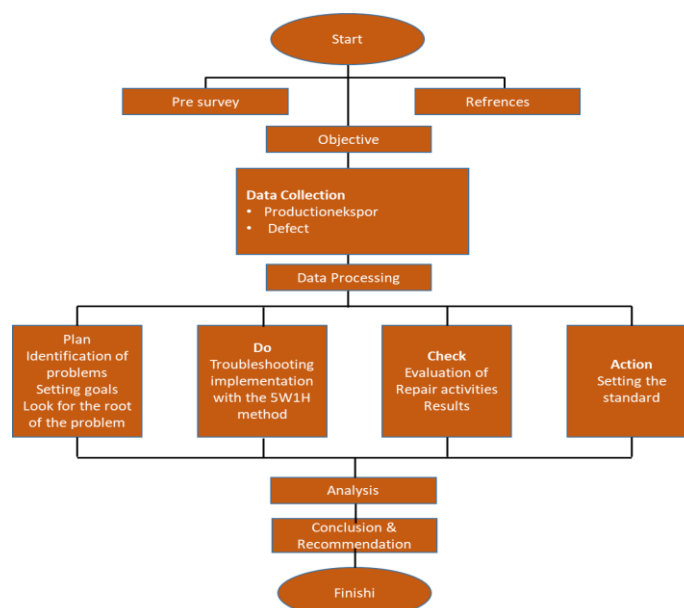 Start
Pre survey
Refrences
Objective
Data Collection
• Productionekspor
• Defect
Data Processing
Plan
Identification of
problems
Setting goals
Look for the root
of the problem
Do
Troubleshooting
implementation
with the 5W1H
method
Check
Evaluation of
Repair activities
Results
Action
Setting the
standard
Analysis
Conclusion &
Recommendation
Finishi